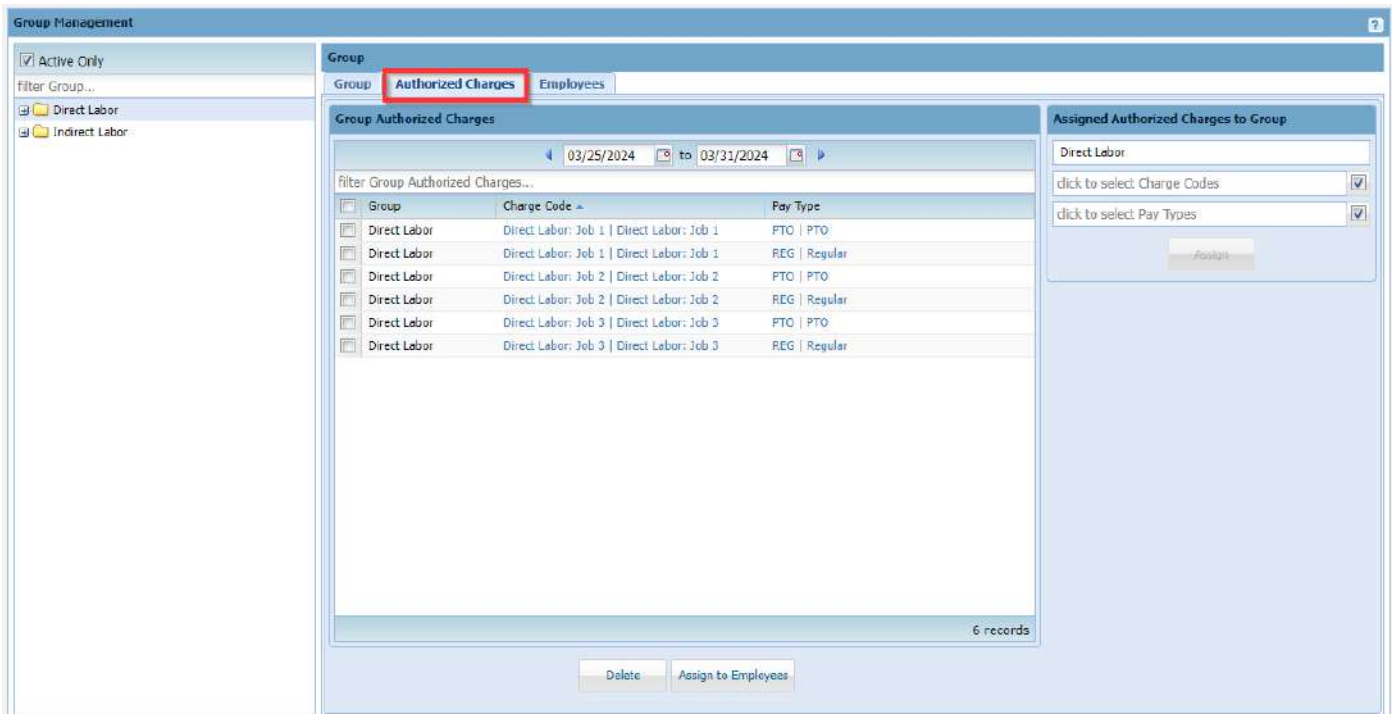 Group Management
?
Active Only
filter Group...
Direct Labor
Indirect Labor
Group
Group Authorized Charges Employees
Group Authorized Charges
03/25/2024 to 03/31/2024
filter Group Authorized Charges...
Group Charge Code Pay Type
Direct Labor Direct Labor: Job 1 | Direct Labor: Job 1 PTO | PTO
Direct Labor Direct Labor: Job 1 | Direct Labor: Job 1 REG | Regular
Direct Labor Direct Labor: Job 2 | Direct Labor: Job 2 PTO | PTO
Direct Labor Direct Labor: Job 2 | Direct Labor: Job 2 REG | Regular
Direct Labor Direct Labor: Job 3 | Direct Labor: Job 3 PTO | PTO
Direct Labor Direct Labor: Job 3 | Direct Labor: Job 3 REG | Regular
6 records
Delete Assign to Employees
Assigned Authorized Charges to Group
Direct Labor
click to select Charge Codes
click to select Pay Types
Assign